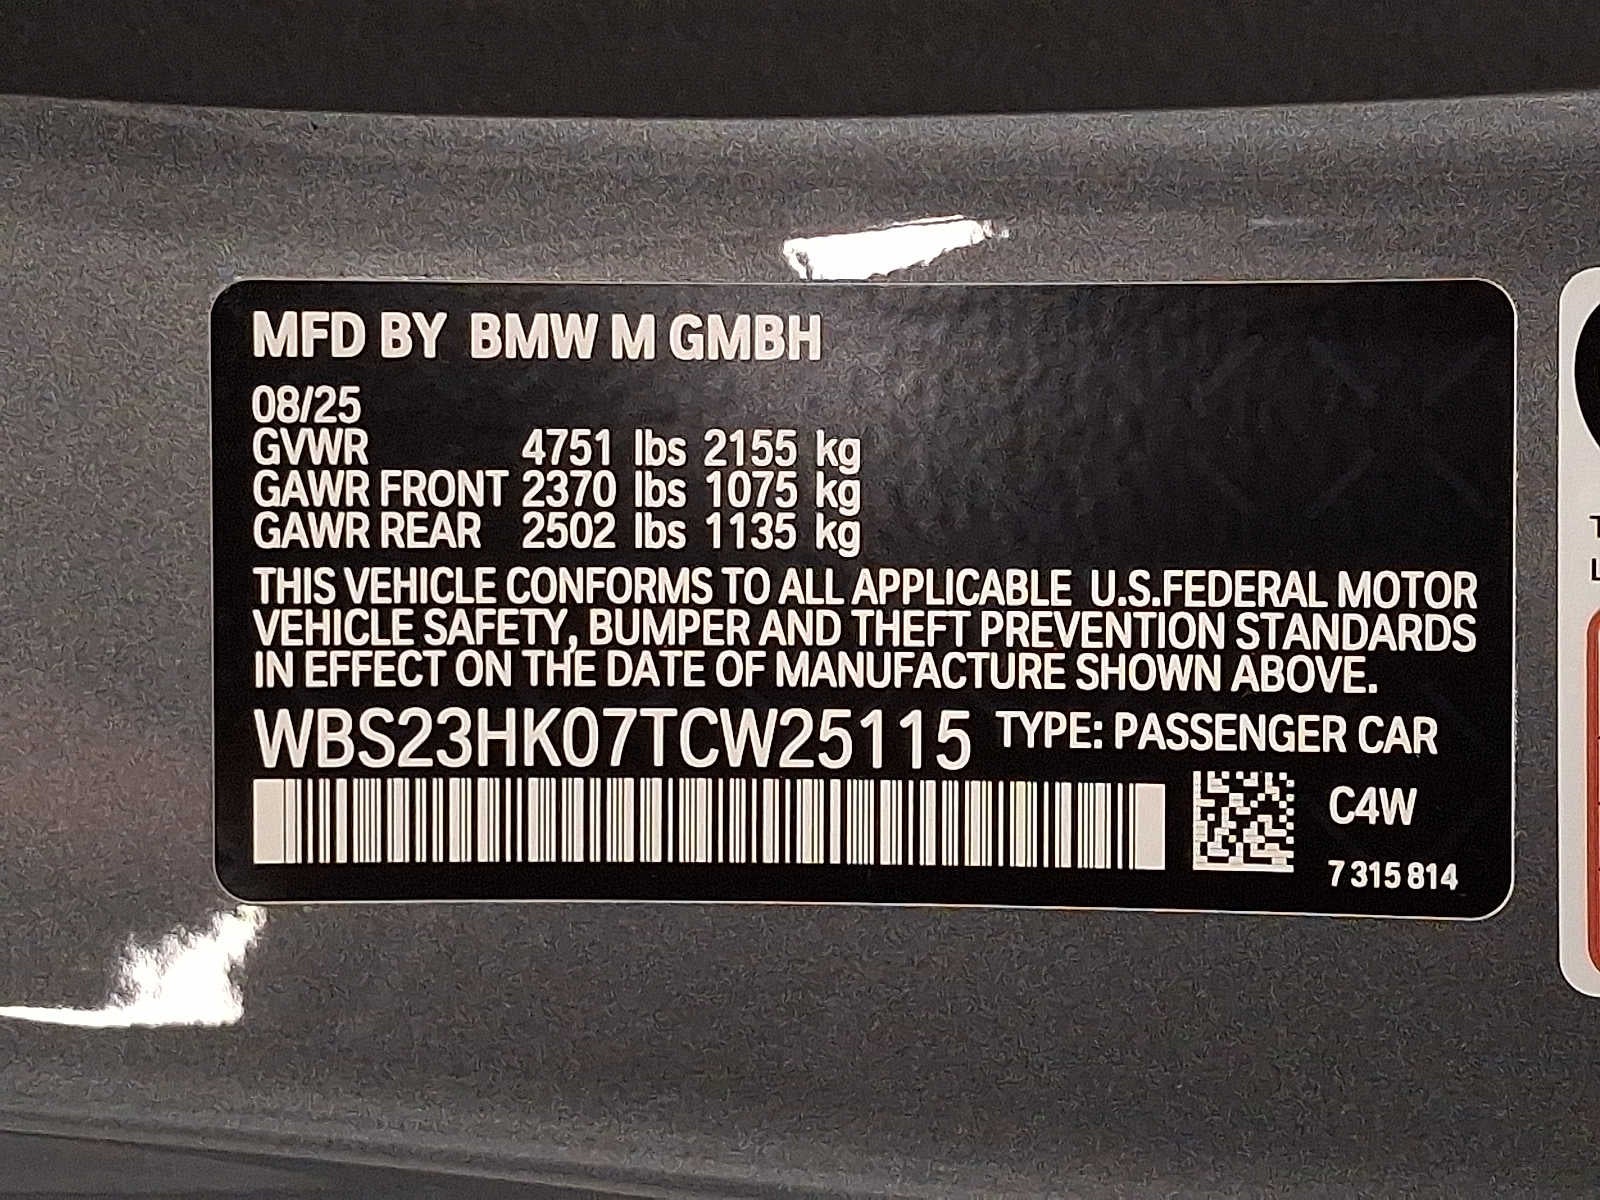 MFD BY BMW M GMBH
08/25
GVWR 4751 lbs 2155 kg
GAWR FRONT 2370 lbs 1075 kg
GAWR REAR 2502 lbs 1135 kg
THIS VEHICLE CONFORMS TO ALL APPLICABLE U.S.FEDERAL MOTOR
VEHICLE SAFETY, BUMPER AND THEFT PREVENTION STANDARDS
IN EFFECT ON THE DATE OF MANUFACTURE SHOWN ABOVE.
WBS23HK07TCW25115 TYPE: PASSENGER CAR
C4W
7 315 814